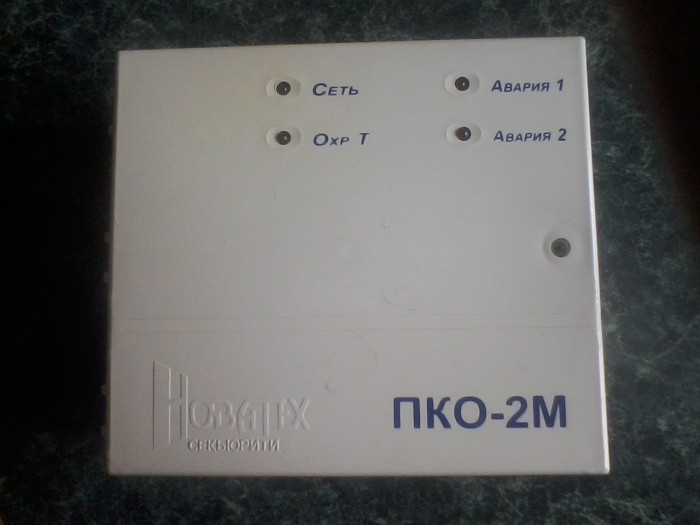 Сеть
Авария 1
Охр Т
Авария 2
Новатех
СЕКЬЮРИТИ
ПКО-2М